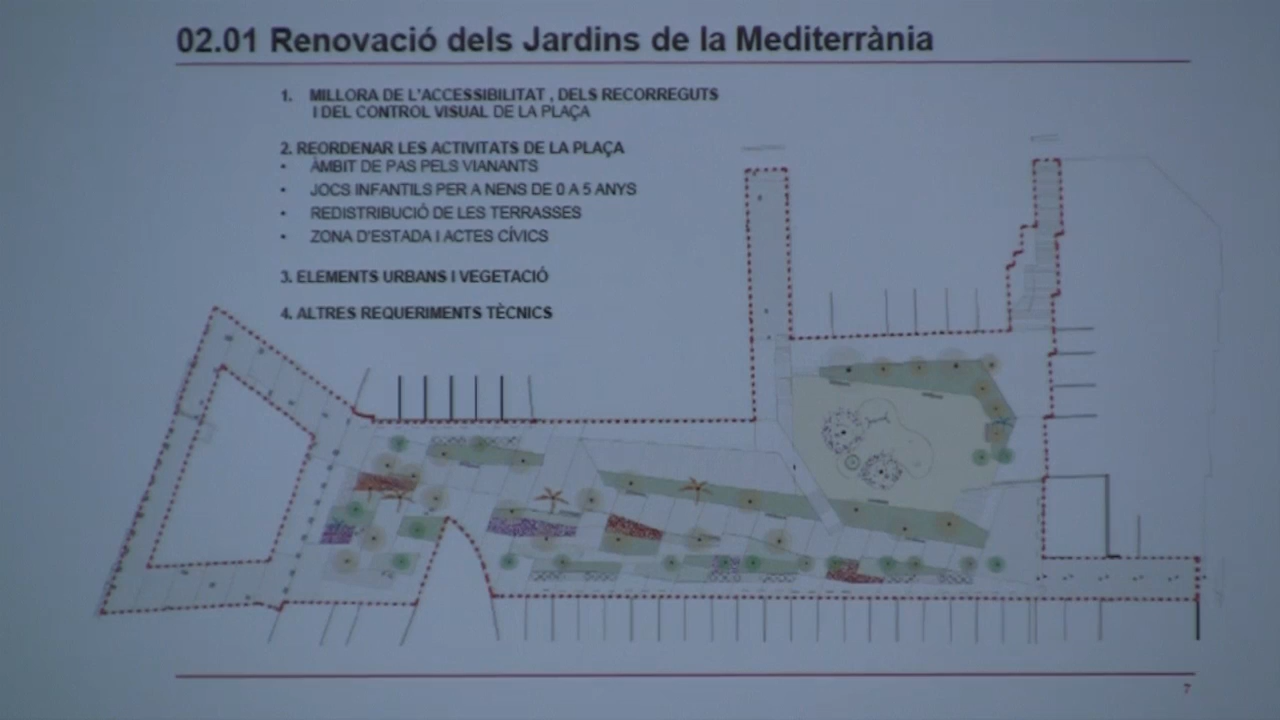 02.01 Renovació dels Jardins de la Mediterrània
1. MILLORA DE L'ACCESSIBILITAT , DELS RECORREGUTS
I DEL CONTROL VISUAL DE LA PLAÇA
2. REORDENAR LES ACTIVITATS DE LA PLAÇA
• ÀMBIT DE PAS PELS VIANANTS
• JOCS INFANTILS PER A NENS DE 0 A 5 ANYS
• REDISTRIBUCIÓ DE LES TERRASSES
• ZONA D'ESTADA I ACTES CÍVICS
3. ELEMENTS URBANS I VEGETACIÓ
4. ALTRES REQUERIMENTS TÈCNICS
7